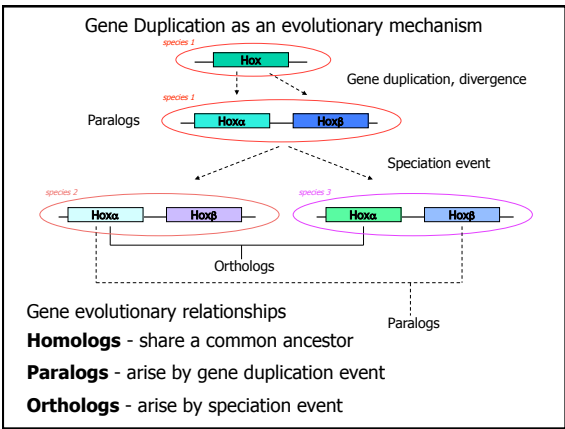 Gene Duplication as an evolutionary mechanism
species 1
Hox
Gene duplication, divergence
species 1
Paralogs
Hoxα
Hoxβ
Speciation event
species 2
species 3
Hoxα
Hoxβ
Hoxα
Hoxβ
Orthologs
Paralogs
Gene evolutionary relationships
Homologs - share a common ancestor
Paralogs - arise by gene duplication event
Orthologs - arise by speciation event